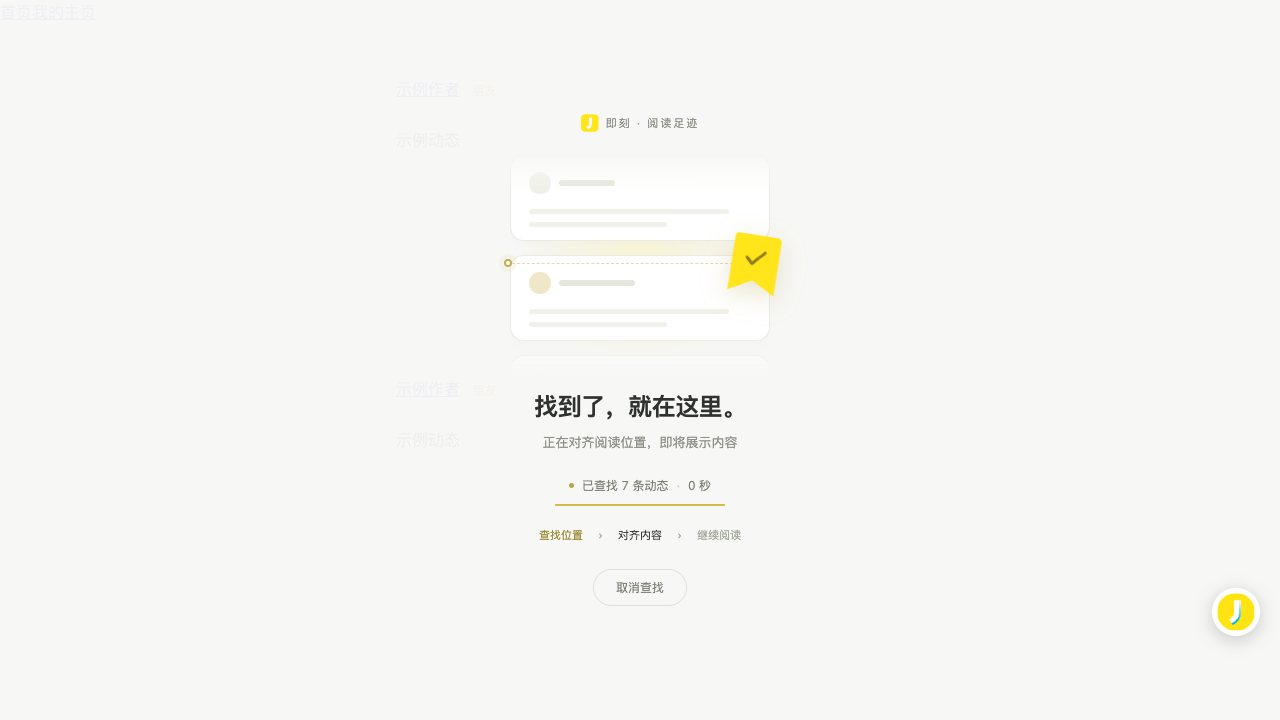 首页我的主页
示例作者
示例动态
即刻 · 阅读足迹
示例作者
示例动态
找到了，就在这里。
正在对齐阅读位置，即将展示内容
已查找 7 条动态 · 0 秒
查找位置 › 对齐内容 › 继续阅读
取消查找